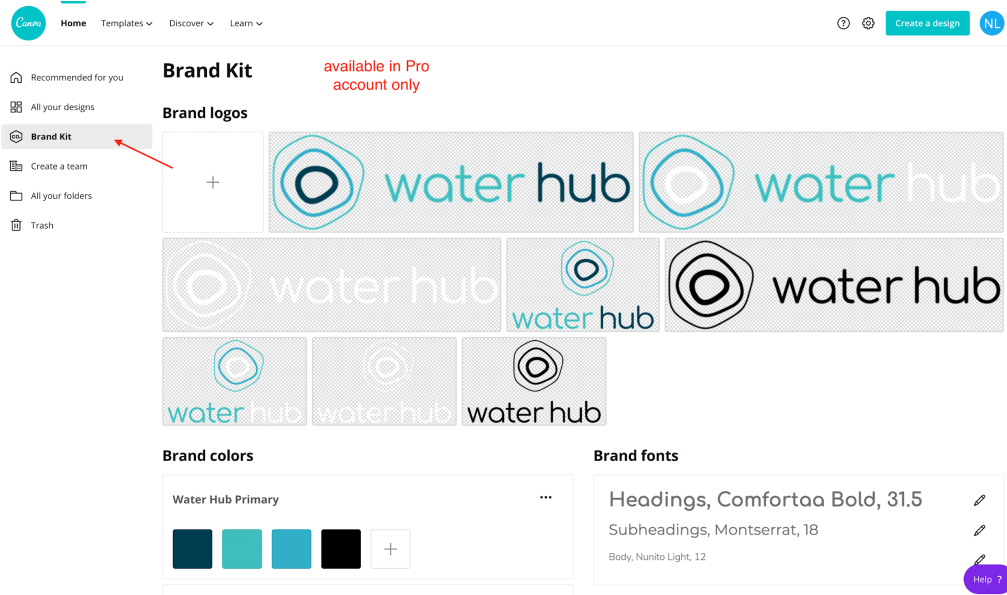 Canva
Home
Templates
Discover
Learn
Create a design
NL
Recommended for you
All your designs
CO.
Brand Kit
Create a team
All your folders
Trash
Brand Kit
available in Pro
account only
Brand logos
water hub
water hub
water hub
water hub
water hub
water hub
water hub
water hub
Brand colors
Water Hub Primary
Brand fonts
Headings, Comfortaa Bold, 31.5
Subheadings, Montserrat, 18
Body, Nunito Light, 12
Help ?